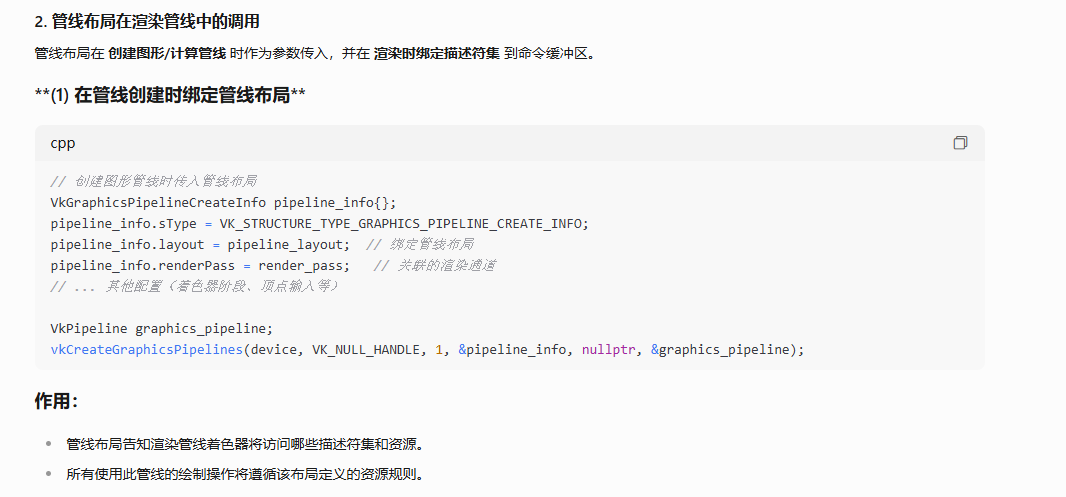 2. 管线布局在渲染管线中的调用
管线布局在 创建图形/计算管线 时作为参数传入，并在 渲染时绑定描述符集 到命令缓冲区。
**(1) 在管线创建时绑定管线布局**
cpp
// 创建图形管线时传入管线布局
VkGraphicsPipelineCreateInfo pipeline_info{};
pipeline_info.sType = VK_STRUCTURE_TYPE_GRAPHICS_PIPELINE_CREATE_INFO;
pipeline_info.layout = pipeline_layout;  // 绑定管线布局
pipeline_info.renderPass = render_pass;   // 关联的渲染通道
// ... 其他配置（着色器阶段、顶点输入等）
VkPipeline graphics_pipeline;
vkCreateGraphicsPipelines(device, VK_NULL_HANDLE, 1, &pipeline_info, nullptr, &graphics_pipeline);
作用：
• 管线布局告知渲染管线着色器将访问哪些描述符集和资源。
• 所有使用此管线的绘制操作将遵循该布局定义的资源规则。